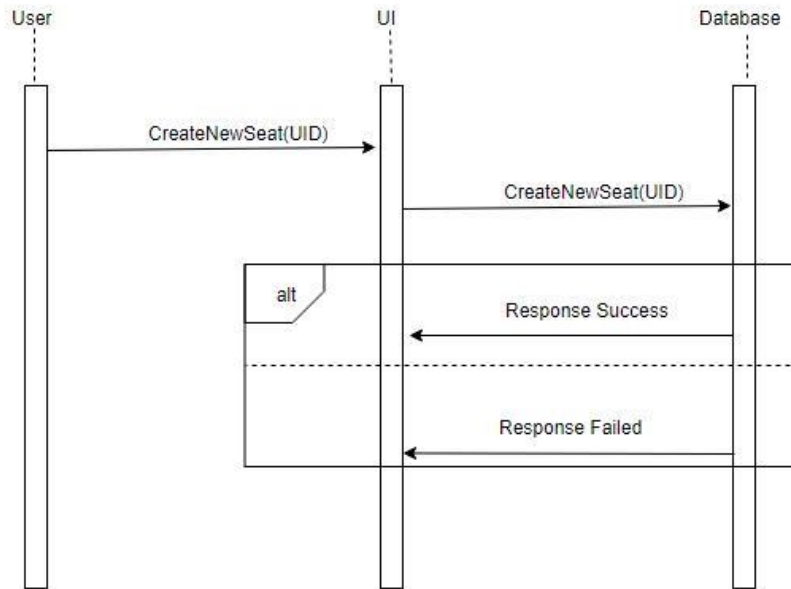 User
UI
Database
CreateNewSeat(UID)
CreateNewSeat(UID)
alt
Response Success
Response Failed